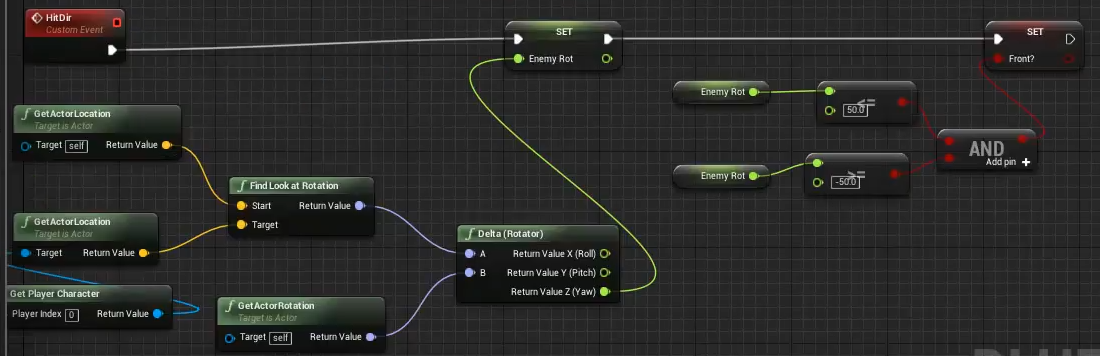 HitDir
Custom Event
SET
Enemy Rot
SET
Front?
GetActorLocation
Target is Actor
Target self Return Value
GetActorLocation
Target is Actor
Target Return Value
Get Player Character
Player Index 0 Return Value
Find Look at Rotation
Start Return Value
Target
GetActorRotation
Target is Actor
Target self Return Value
Delta (Rotator)
A Return Value X (Roll)
B Return Value Y (Pitch)
Return Value Z (Yaw)
Enemy Rot
<=
50.0
Enemy Rot
>=
-50.0
AND
Add pin +